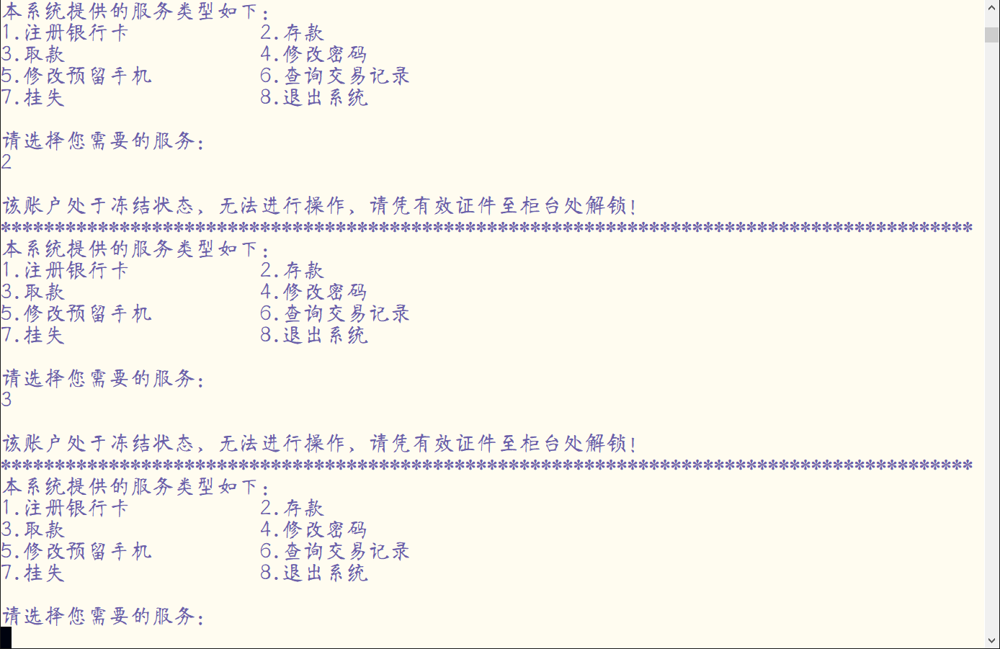 本系统提供的服务类型如下：
1.注册银行卡 2.存款
3.取款 4.修改密码
5.修改预留手机 6.查询交易记录
7.挂失 8.退出系统
请选择您需要的服务：
2
该账户处于冻结状态、无法进行操作、请凭有效证件至柜台处解锁！
******************************************************************************************
本系统提供的服务类型如下：
1.注册银行卡 2.存款
3.取款 4.修改密码
5.修改预留手机 6.查询交易记录
7.挂失 8.退出系统
请选择您需要的服务：
3
该账户处于冻结状态、无法进行操作、请凭有效证件至柜台处解锁！
******************************************************************************************
本系统提供的服务类型如下：
1.注册银行卡 2.存款
3.取款 4.修改密码
5.修改预留手机 6.查询交易记录
7.挂失 8.退出系统
请选择您需要的服务：